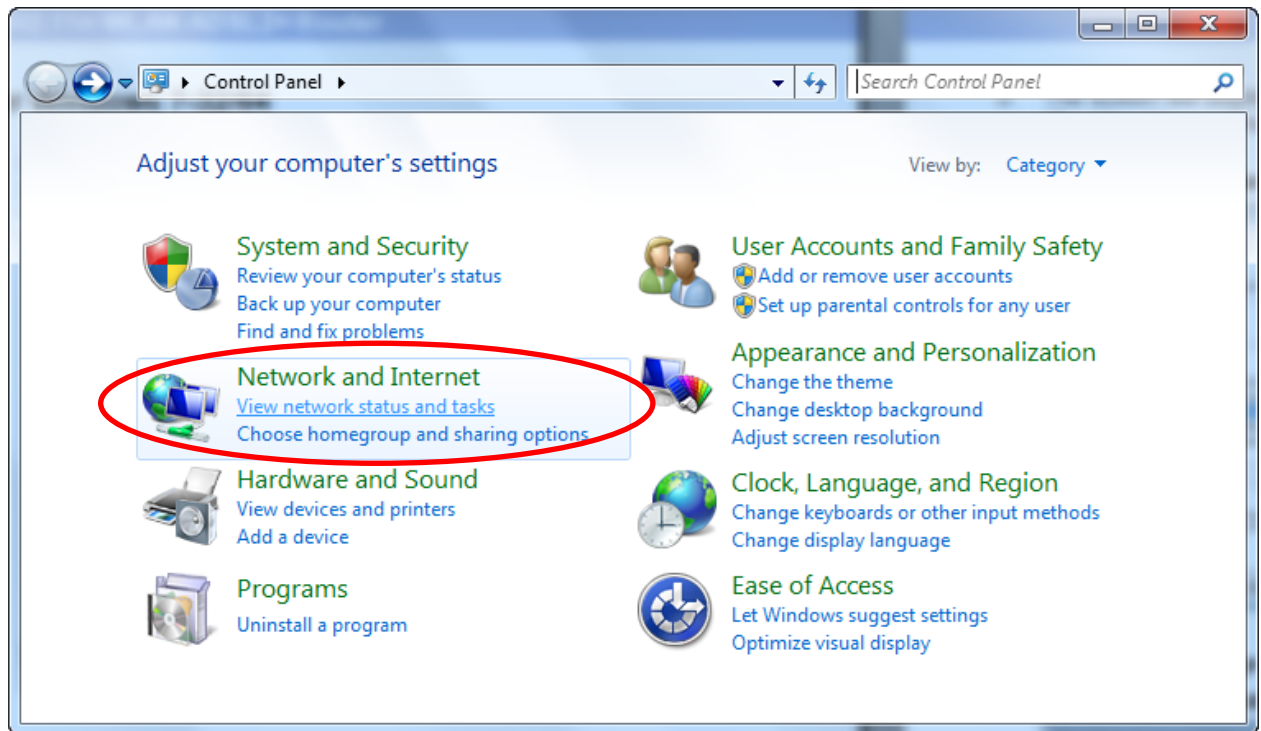 Control Panel
Search Control Panel
Adjust your computer's settings
View by: Category
System and Security
Review your computer's status
Back up your computer
Find and fix problems
Network and Internet
View network status and tasks
Choose homegroup and sharing options
Hardware and Sound
View devices and printers
Add a device
Programs
Uninstall a program
User Accounts and Family Safety
Add or remove user accounts
Set up parental controls for any user
Appearance and Personalization
Change the theme
Change desktop background
Adjust screen resolution
Clock, Language, and Region
Change keyboards or other input methods
Change display language
Ease of Access
Let Windows suggest settings
Optimize visual display